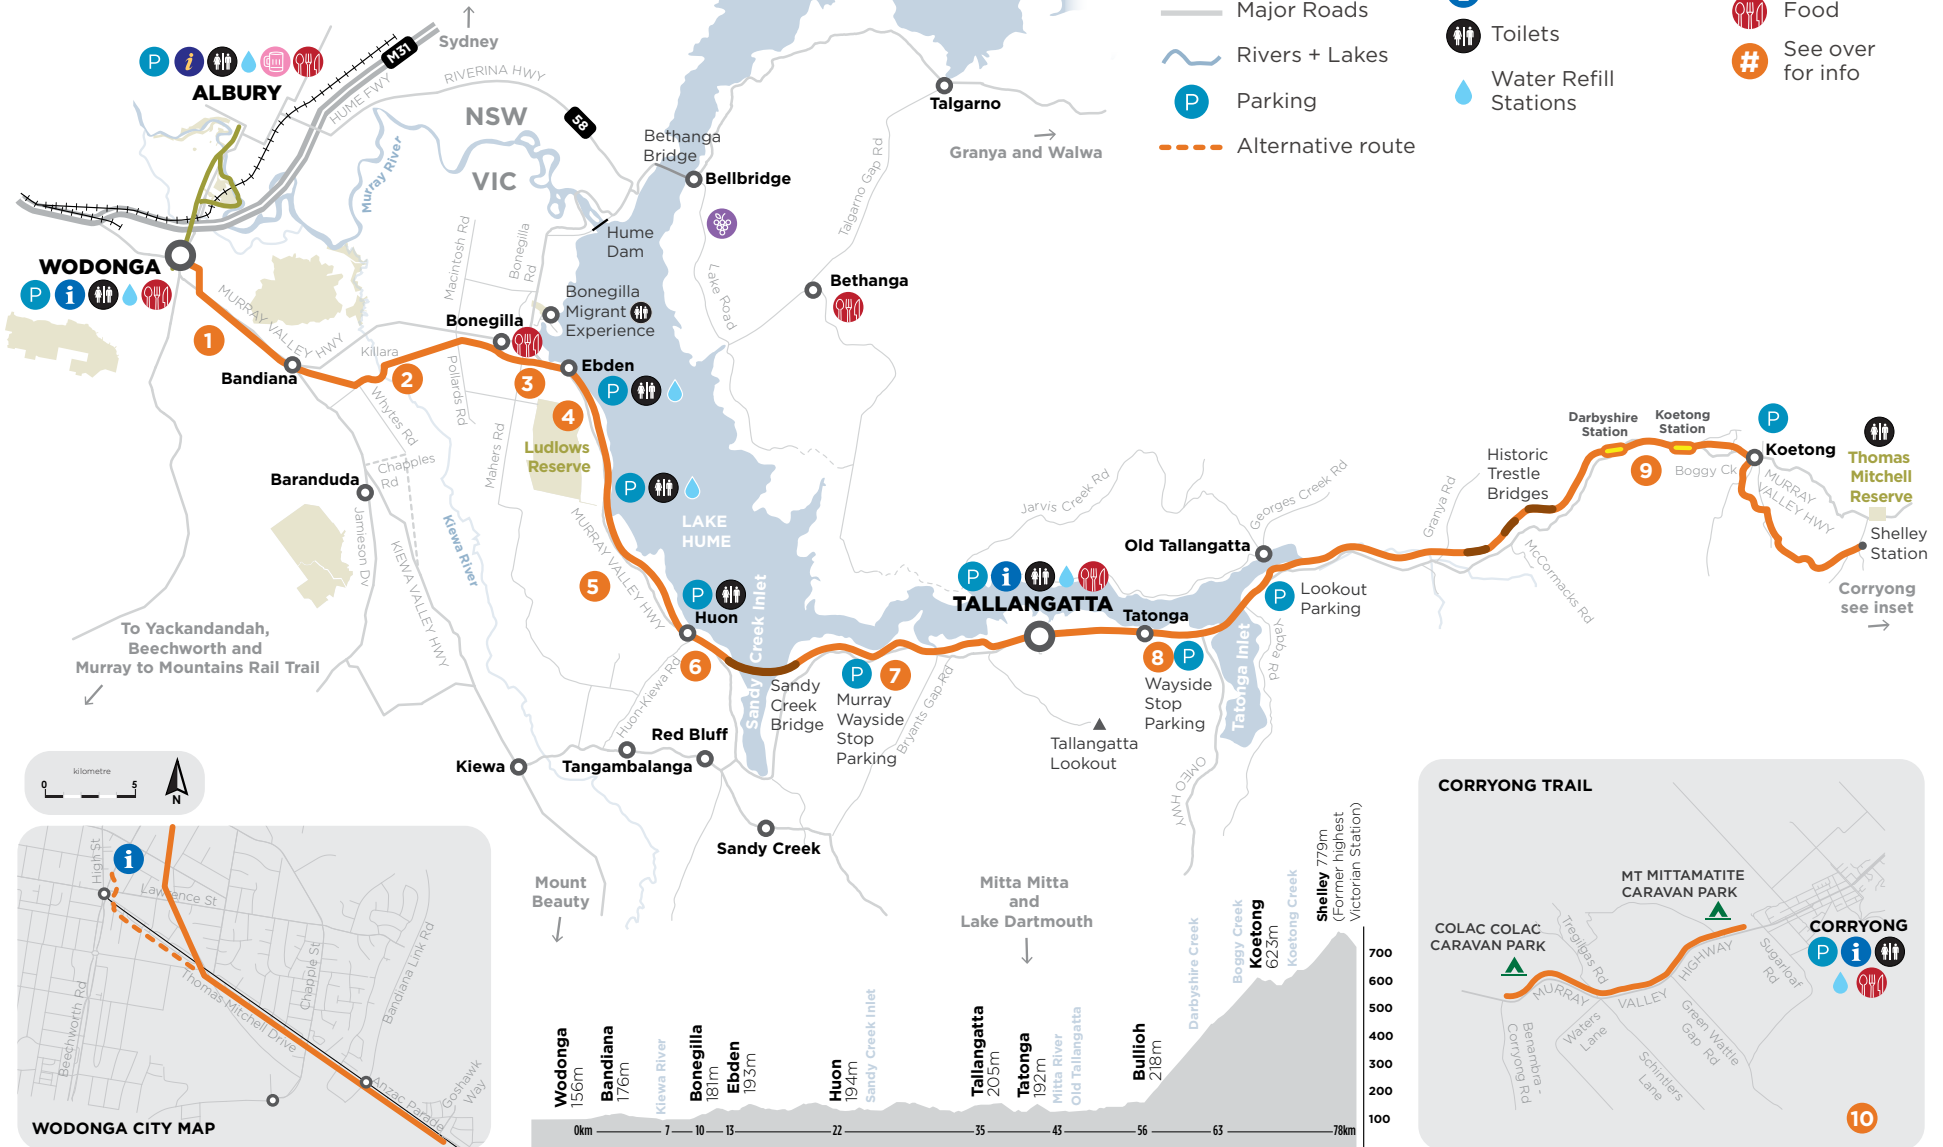 Major Roads
Rivers + Lakes
P
Parking
Alternative route
Toilets
Water Refill
Stations
Food
#
See over
for info
Sydney
M31
P i
ALBURY
HUME FWY
RIVERINA HWY
58
NSW
VIC
Murray River
Bethanga
Bridge
Bellbridge
Talgarno
Granya and Walwa
Talgarno Gap Rd
Hume
Dam
Lake Road
Bethanga
WODONGA
P i
MURRAY VALLEY HWY
Macintosh Rd
Bonegilla
Rd
Bonegilla
Migrant
Experience
Bonegilla
Killara
1
2
3
4
Bandiana
Ebden
P
Pollards Rd
Whytes Rd
Chapples
Rd
Mahers Rd
Ludlows
Reserve
P
LAKE
HUME
Baranduda
Jamieson DV
KIEWA VALLEY HWY
Kiewa River
MURRAY VALLEY HWY
5
P
Huon
6
Sandy Creek Inlet
Huon-Kiewa Rd
Sandy
Creek
Bridge
P
7
Murray
Wayside
Stop
Parking
Bryants Gap Rd
P i
TALLANGATTA
Tatonga
8 P
Wayside
Stop
Parking
Tallangatta
Lookout
Jarvis Creek Rd
Georges Creek Rd
Old Tallangatta
P
Lookout
Parking
Yabba Rd
Tatonga Inlet
OMEO HWY
Granya Rd
McCormacks Rd
Historic
Trestle
Bridges
Darbyshire
Station
Koetong
Station
9
Boggy Ck
P
Koetong
MURRAY
VALLEY HWY
Thomas
Mitchell
Reserve
Shelley
Station
Corryong
see inset
To Yackandandah,
Beechworth and
Murray to Mountains Rail Trail
Kiewa
Tangambalanga
Red Bluff
Sandy Creek
Mount
Beauty
Mitta Mitta
and
Lake Dartmouth
kilometre
0 5
N
i
High St
Lawrence St
Beechworth Rd
Thomas Mitchell Drive
Chapple St
Bandiana Link Rd
Anzac Parade
Goshawk
Way
WODONGA CITY MAP
Wodonga
156m
Bandiana
176m
Kiewa River
Bonegilla
181m
Ebden
193m
Huon
194m
Sandy Creek Inlet
Tallangatta
205m
Tatonga
192m
Mitta River
Old Tallangatta
Bullioh
218m
Darbyshire Creek
Boggy Creek
Koetong
623m
Koetong Creek
Shelley 779m
(Former highest
Victorian Station)
700
600
500
400
300
200
100
0km 7 10 13 22 35 43 56 63 78km
CORRYONG TRAIL
MT MITTAMATITE
CARAVAN PARK
COLAC COLAC
CARAVAN PARK
Tregilgas Rd
MURRAY
VALLEY
HIGHWAY
Sugarloaf
Rd
CORRYONG
P i
Benambra -
Corryong Rd
Waters
Lane
Schintlers
Lane
Green Wattle
Gap Rd
10